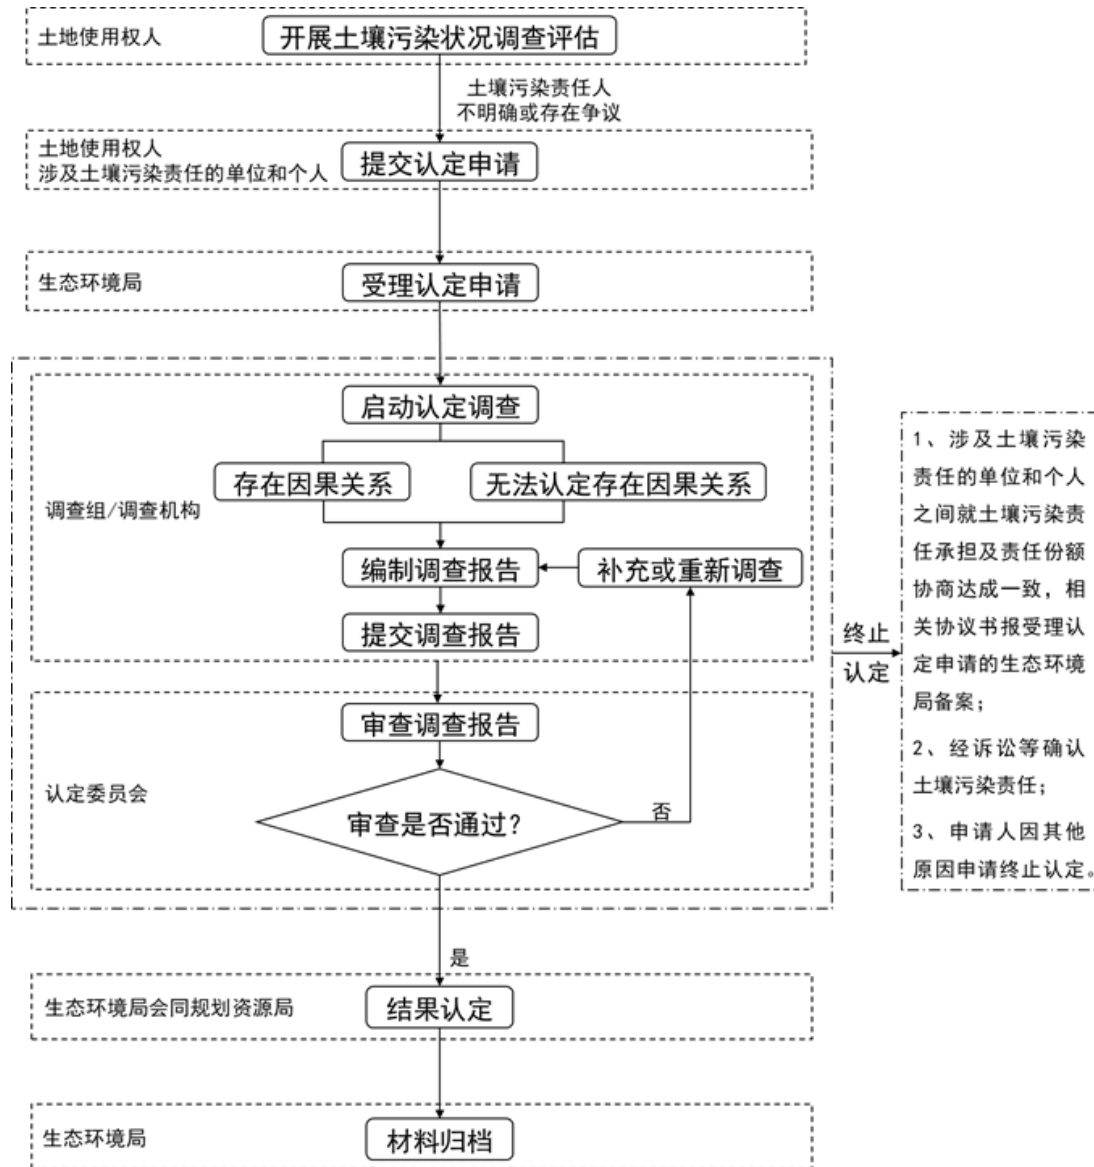 土地使用权人
开展土壤污染状况调查评估
土壤污染责任人
不明确或存在争议
土地使用权人
涉及土壤污染责任的单位和个人
提交认定申请
生态环境局
受理认定申请
启动认定调查
存在因果关系
无法认定存在因果关系
调查组/调查机构
编制调查报告
补充或重新调查
提交调查报告
审查调查报告
认定委员会
审查是否通过?
否
终止
认定
1、涉及土壤污染
责任的单位和个人
之间就土壤污染责
任承担及责任份额
协商达成一致，相
关协议书报受理认
定申请的生态环境
局备案；
2、经诉讼等确认
土壤污染责任；
3、申请人因其他
原因申请终止认定。
是
生态环境局会同规划资源局
结果认定
生态环境局
材料归档